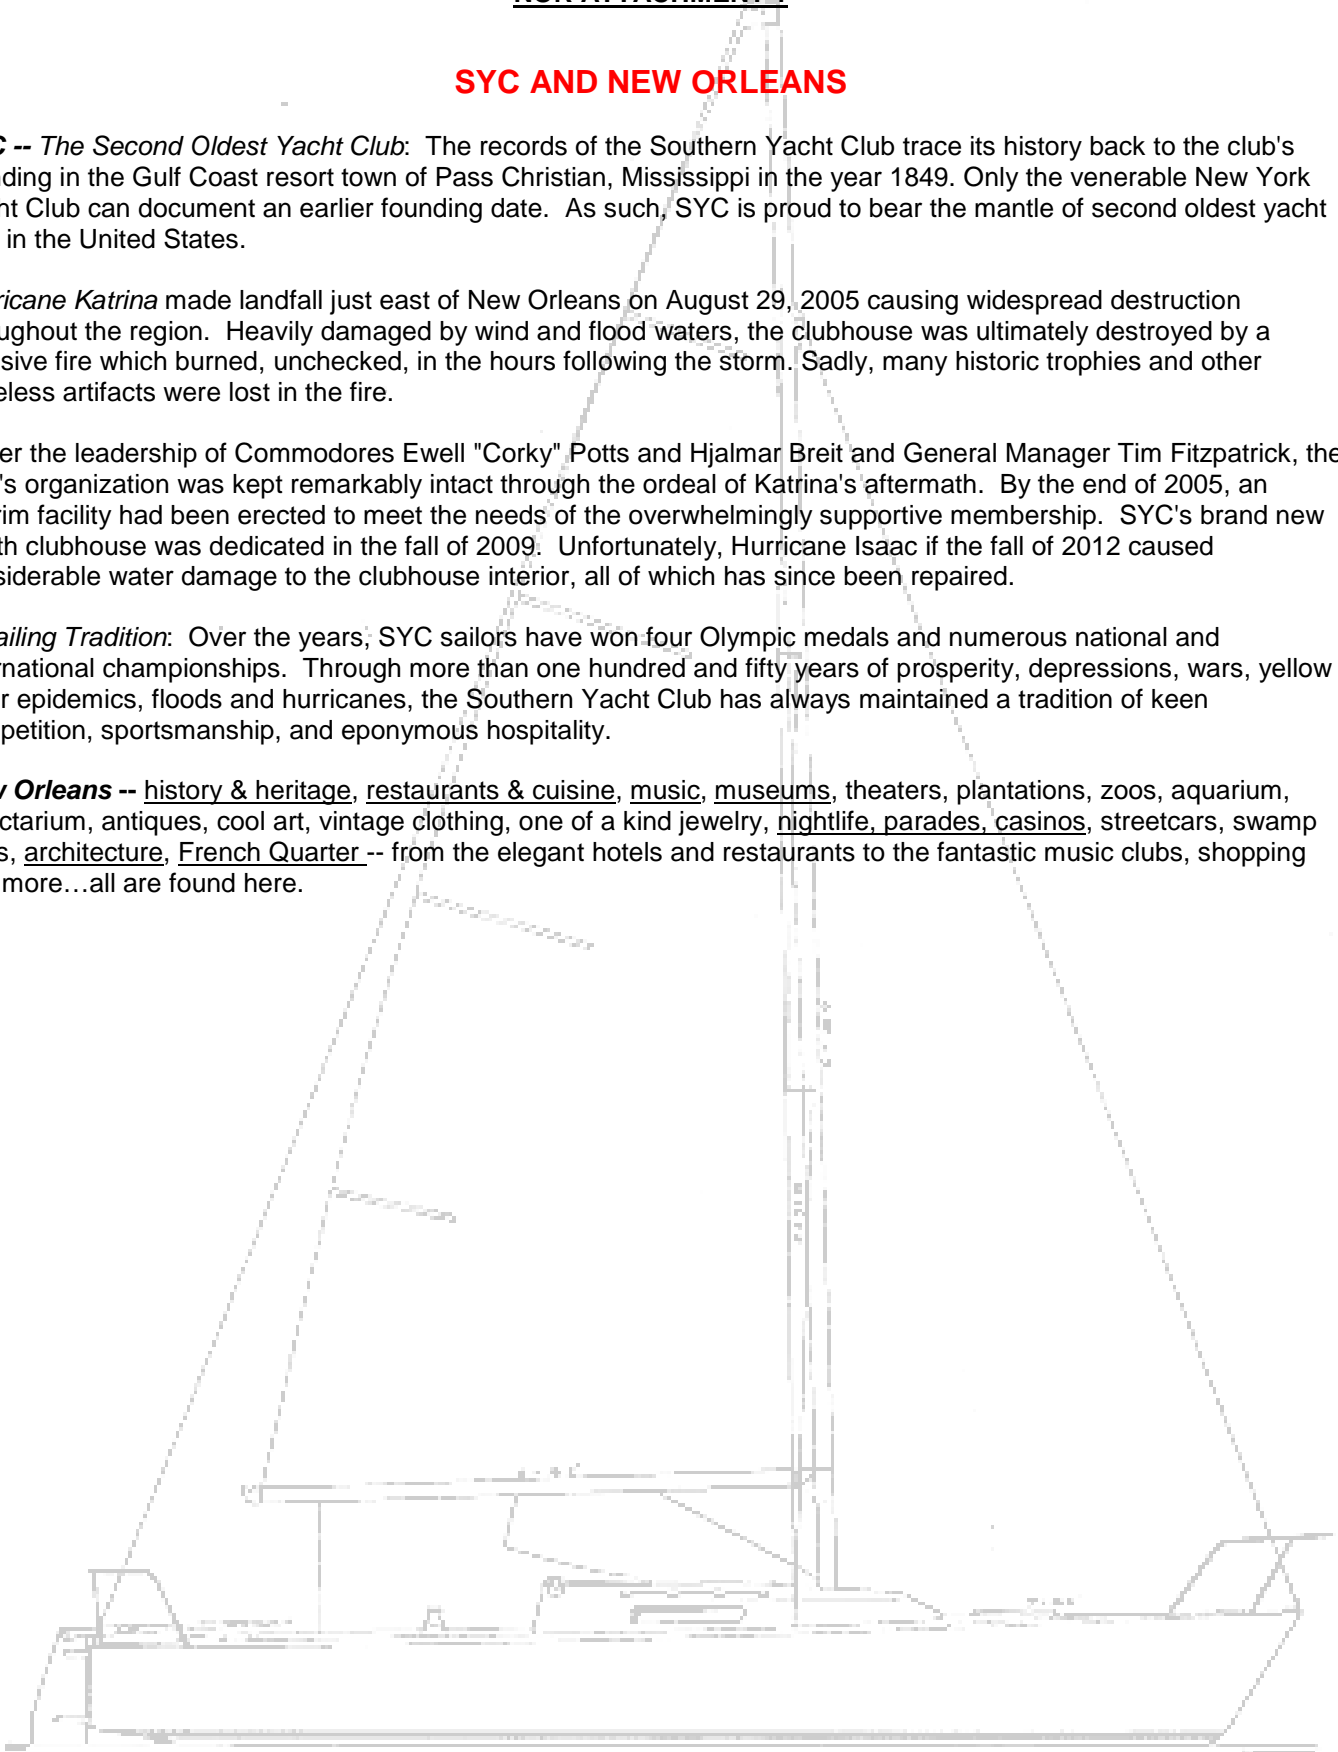 NOR ATTACHMENT
SYC AND NEW ORLEANS
C -- The Second Oldest Yacht Club: The records of the Southern Yacht Club trace its history back to the club's
nding in the Gulf Coast resort town of Pass Christian, Mississippi in the year 1849. Only the venerable New York
nt Club can document an earlier founding date. As such, SYC is proud to bear the mantle of second oldest yacht
in the United States.
ricane Katrina made landfall just east of New Orleans on August 29, 2005 causing widespread destruction
ughout the region. Heavily damaged by wind and flood waters, the clubhouse was ultimately destroyed by a
sive fire which burned, unchecked, in the hours following the storm. Sadly, many historic trophies and other
eless artifacts were lost in the fire.
er the leadership of Commodores Ewell "Corky" Potts and Hjalmar Breit and General Manager Tim Fitzpatrick, the
's organization was kept remarkably intact through the ordeal of Katrina's aftermath. By the end of 2005, an
rim facility had been erected to meet the needs of the overwhelmingly supportive membership. SYC's brand new
th clubhouse was dedicated in the fall of 2009. Unfortunately, Hurricane Isaac if the fall of 2012 caused
siderable water damage to the clubhouse interior, all of which has since been repaired.
ailing Tradition: Over the years, SYC sailors have won four Olympic medals and numerous national and
rnational championships. Through more than one hundred and fifty years of prosperity, depressions, wars, yellow
r epidemics, floods and hurricanes, the Southern Yacht Club has always maintained a tradition of keen
petition, sportsmanship, and eponymous hospitality.
w Orleans -- history & heritage, restaurants & cuisine, music, museums, theaters, plantations, zoos, aquarium,
ctarium, antiques, cool art, vintage clothing, one of a kind jewelry, nightlife, parades, casinos, streetcars, swamp
s, architecture, French Quarter -- from the elegant hotels and restaurants to the fantastic music clubs, shopping
more…all are found here.